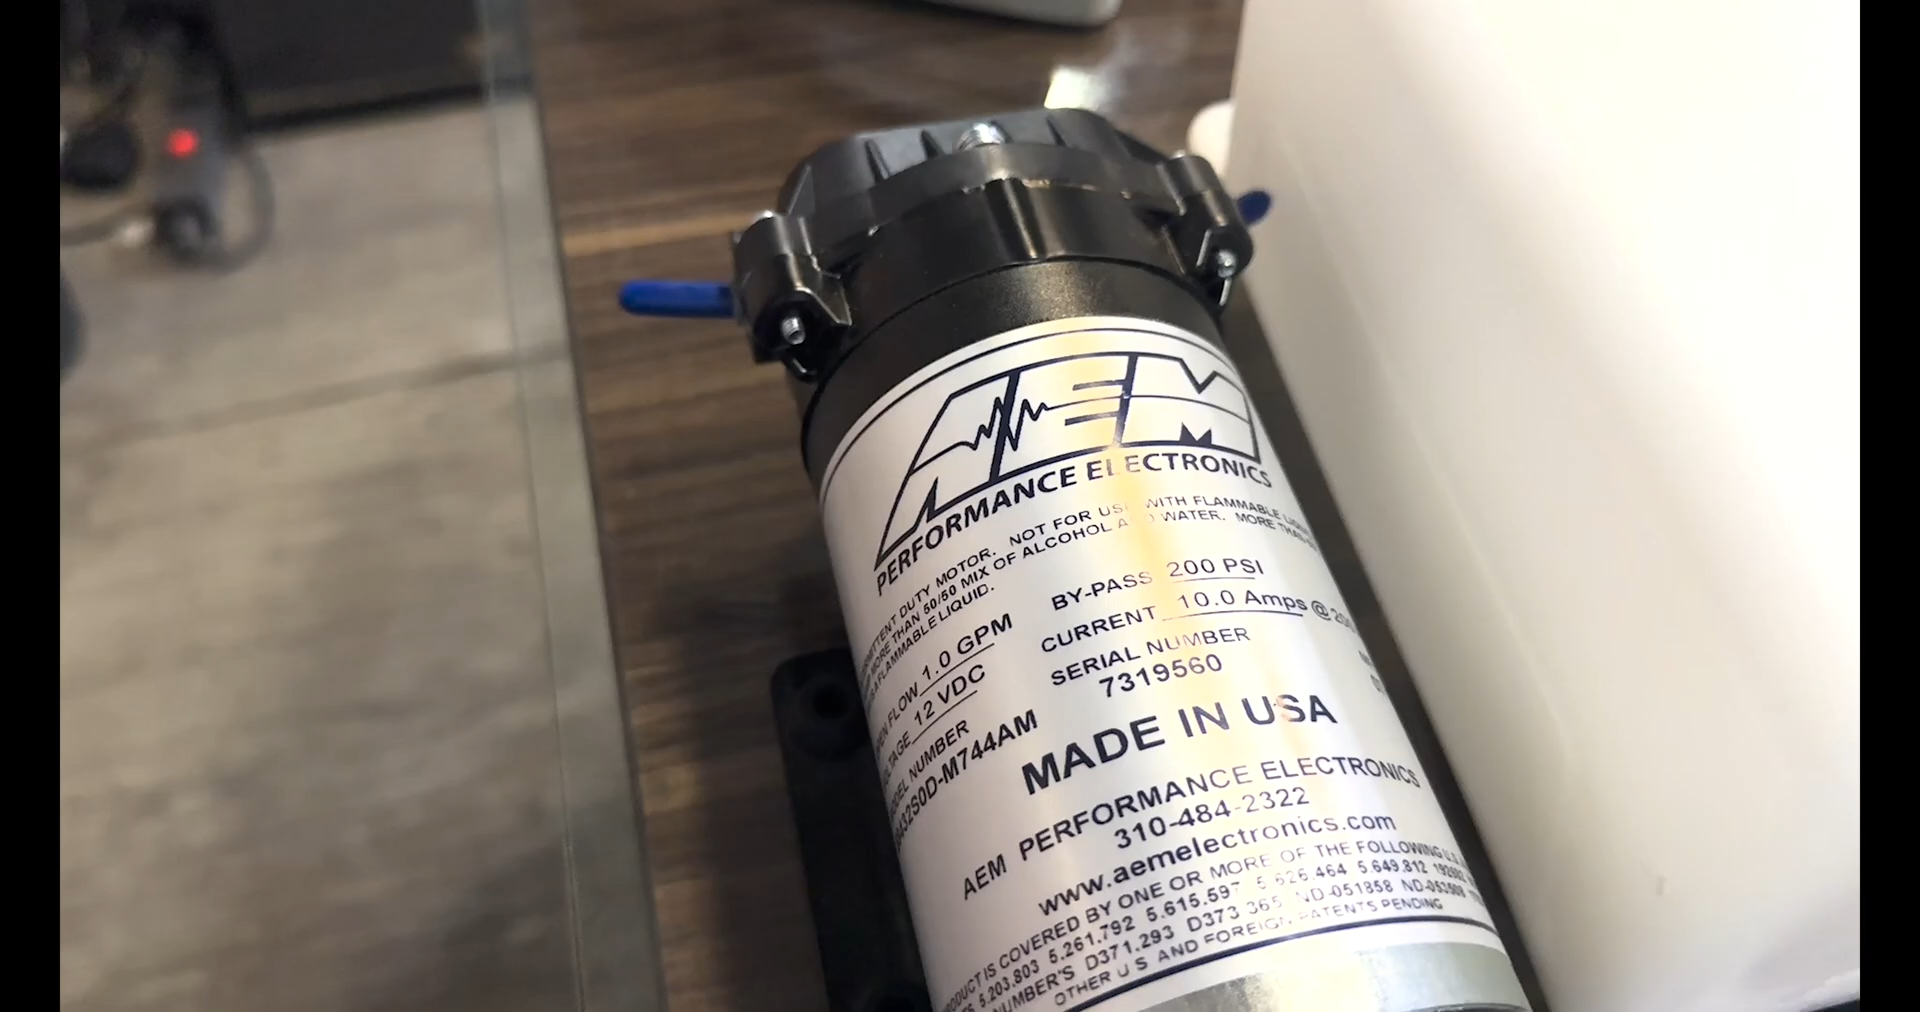 AEM
PERFORMANCE ELECTRONICS
DUTY MOTOR. NOT FOR USE WITH FLAMMABLE
MORE THAN 50/50 MIX OF ALCOHOL AND WATER. MORE THAN
FLAMMABLE LIQUID.
FLOW 1.0 GPM
BY-PASS 200 PSI
12 VDC
CURRENT 10.0 Amps @
NUMBER
SERIAL NUMBER
7319560
MADE IN USA
AEM PERFORMANCE ELECTRONICS
310-484-2322
www.aemelectronics.com
IS COVERED BY ONE OR MORE OF THE FOLLOWING
5.203.803 5.261.792 5.615.597 5.626.464 5.649.812
NUMBER'S D371.293 D373.365 ND-051858
OTHER U S AND FOREIGN PATENTS PENDING